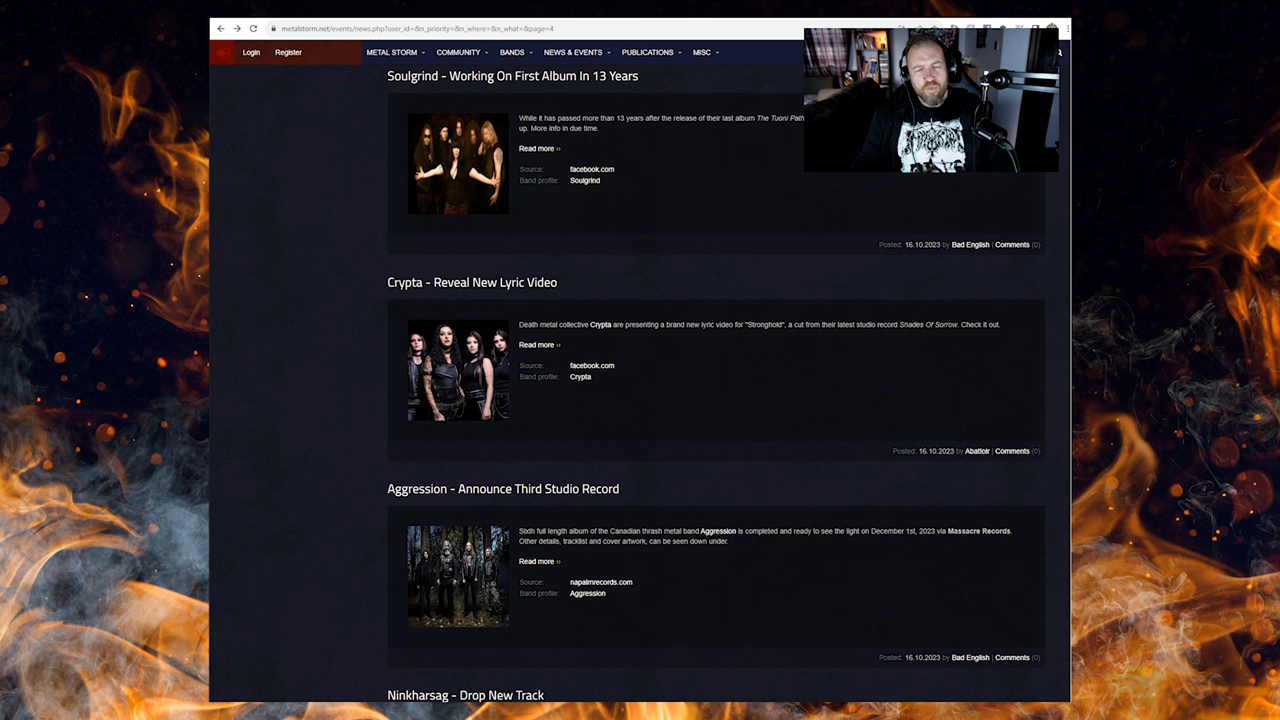 metalstorm.net/events/news.php?user_id=&n_priority=&n_where=&n_what=&page=4
Login Register METAL STORM COMMUNITY BANDS NEWS & EVENTS PUBLICATIONS MISC
Soulgrind - Working On First Album In 13 Years
While it has passed more than 13 years after the release of their last album The Tuoni Path
up. More info in due time.
Read more ››
Source: facebook.com
Band profile: Soulgrind
Posted: 16.10.2023 by Bad English | Comments (0)
Crypta - Reveal New Lyric Video
Death metal collective Crypta are presenting a brand new lyric video for "Stronghold", a cut from their latest studio record Shades Of Sorrow. Check it out.
Read more ››
Source: facebook.com
Band profile: Crypta
Posted: 16.10.2023 by Abattoir | Comments (0)
Aggression - Announce Third Studio Record
Sixth full length album of the Canadian thrash metal band Aggression is completed and ready to see the light on December 1st, 2023 via Massacre Records.
Other details, tracklist and cover artwork, can be seen down under.
Read more ››
Source: napalmrecords.com
Band profile: Aggression
Posted: 16.10.2023 by Bad English | Comments (0)
Ninkharsag - Drop New Track